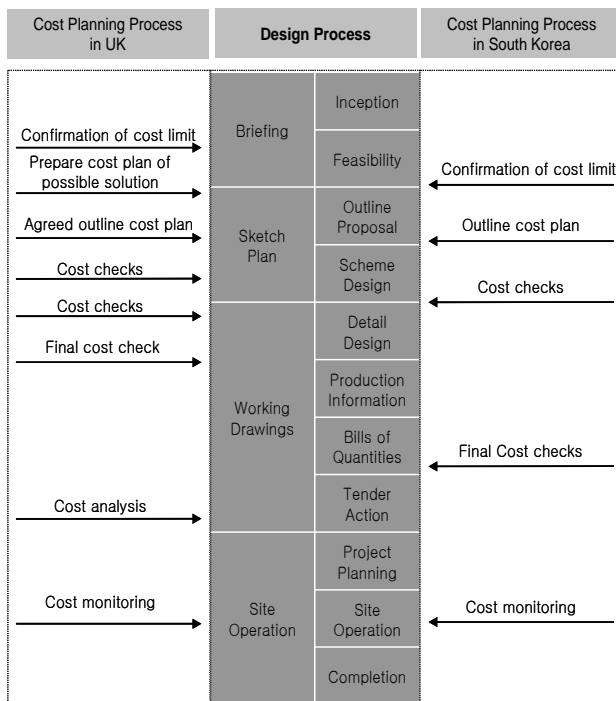 Cost Planning Process
in UK
Design Process
Cost Planning Process
in South Korea
Confirmation of cost limit
Prepare cost plan of
possible solution
Agreed outline cost plan
Cost checks
Cost checks
Final cost check
Cost analysis
Cost monitoring
Briefing
Sketch
Plan
Working
Drawings
Site
Operation
Inception
Feasibility
Outline
Proposal
Scheme
Design
Detail
Design
Production
Information
Bills of
Quantities
Tender
Action
Project
Planning
Site
Operation
Completion
Confirmation of cost limit
Outline cost plan
Cost checks
Final Cost checks
Cost monitoring